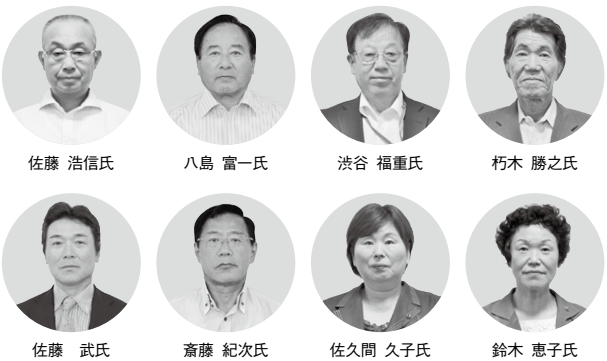 佐藤 浩信氏
八島 富一氏
渋谷 福重氏
朽木 勝之氏
佐藤　武氏
斎藤 紀次氏
佐久間 久子氏
鈴木 恵子氏